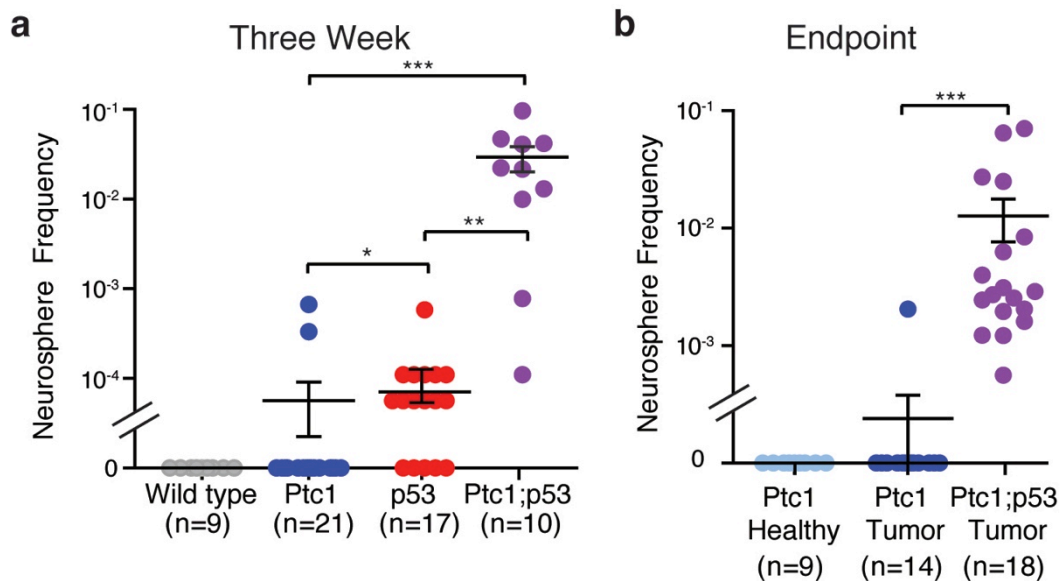 a
Three Week
***
**
*
Neurosphere Frequency
10-1
10-2
10-3
10-4
0
Wild type
(n=9)
Ptc1
(n=21)
p53
(n=17)
Ptc1;p53
(n=10)
b
Endpoint
***
Neurosphere Frequency
10-1
10-2
10-3
0
Ptc1
Healthy
(n=9)
Ptc1
Tumor
(n=14)
Ptc1;p53
Tumor
(n=18)